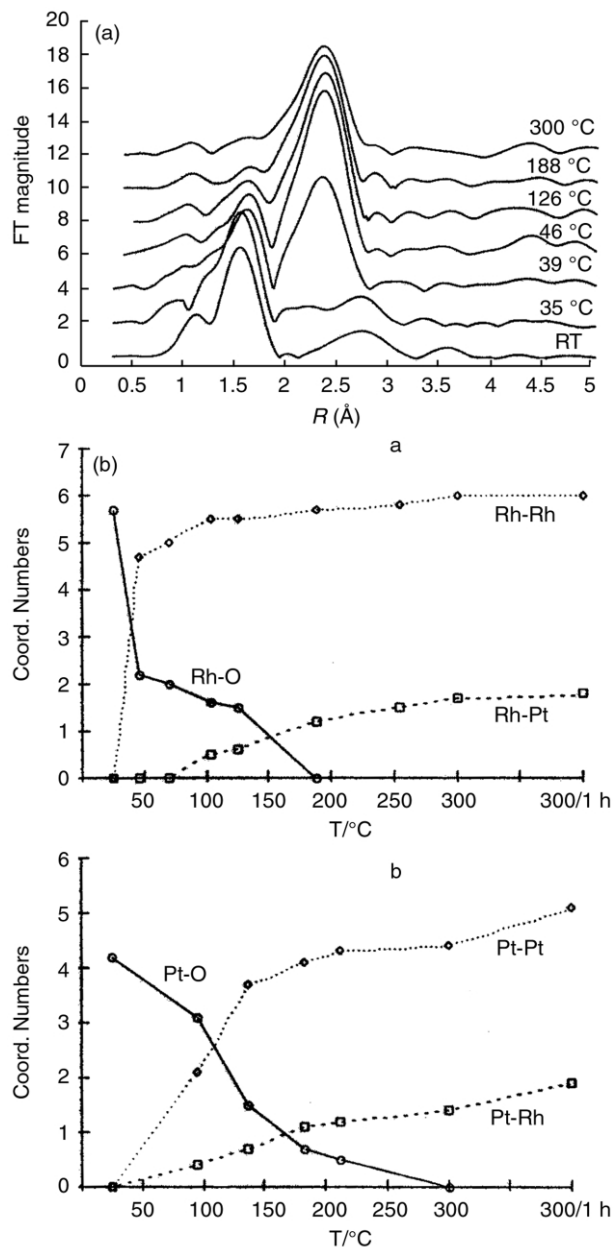 (a)
FT magnitude
20
18
16
14
12
10
8
6
4
2
0
300 °C
188 °C
126 °C
46 °C
39 °C
35 °C
RT
0 0.5 1 1.5 2 2.5 3 3.5 4 4.5 5
R (Å)
a
(b)
Coord. Numbers
7
6
5
4
3
2
1
0
Rh-Rh
Rh-O
Rh-Pt
50 100 150 200 250 300 300/1 h
T/°C
b
Coord. Numbers
6
5
4
3
2
1
0
Pt-O
Pt-Pt
Pt-Rh
50 100 150 200 250 300 300/1 h
T/°C